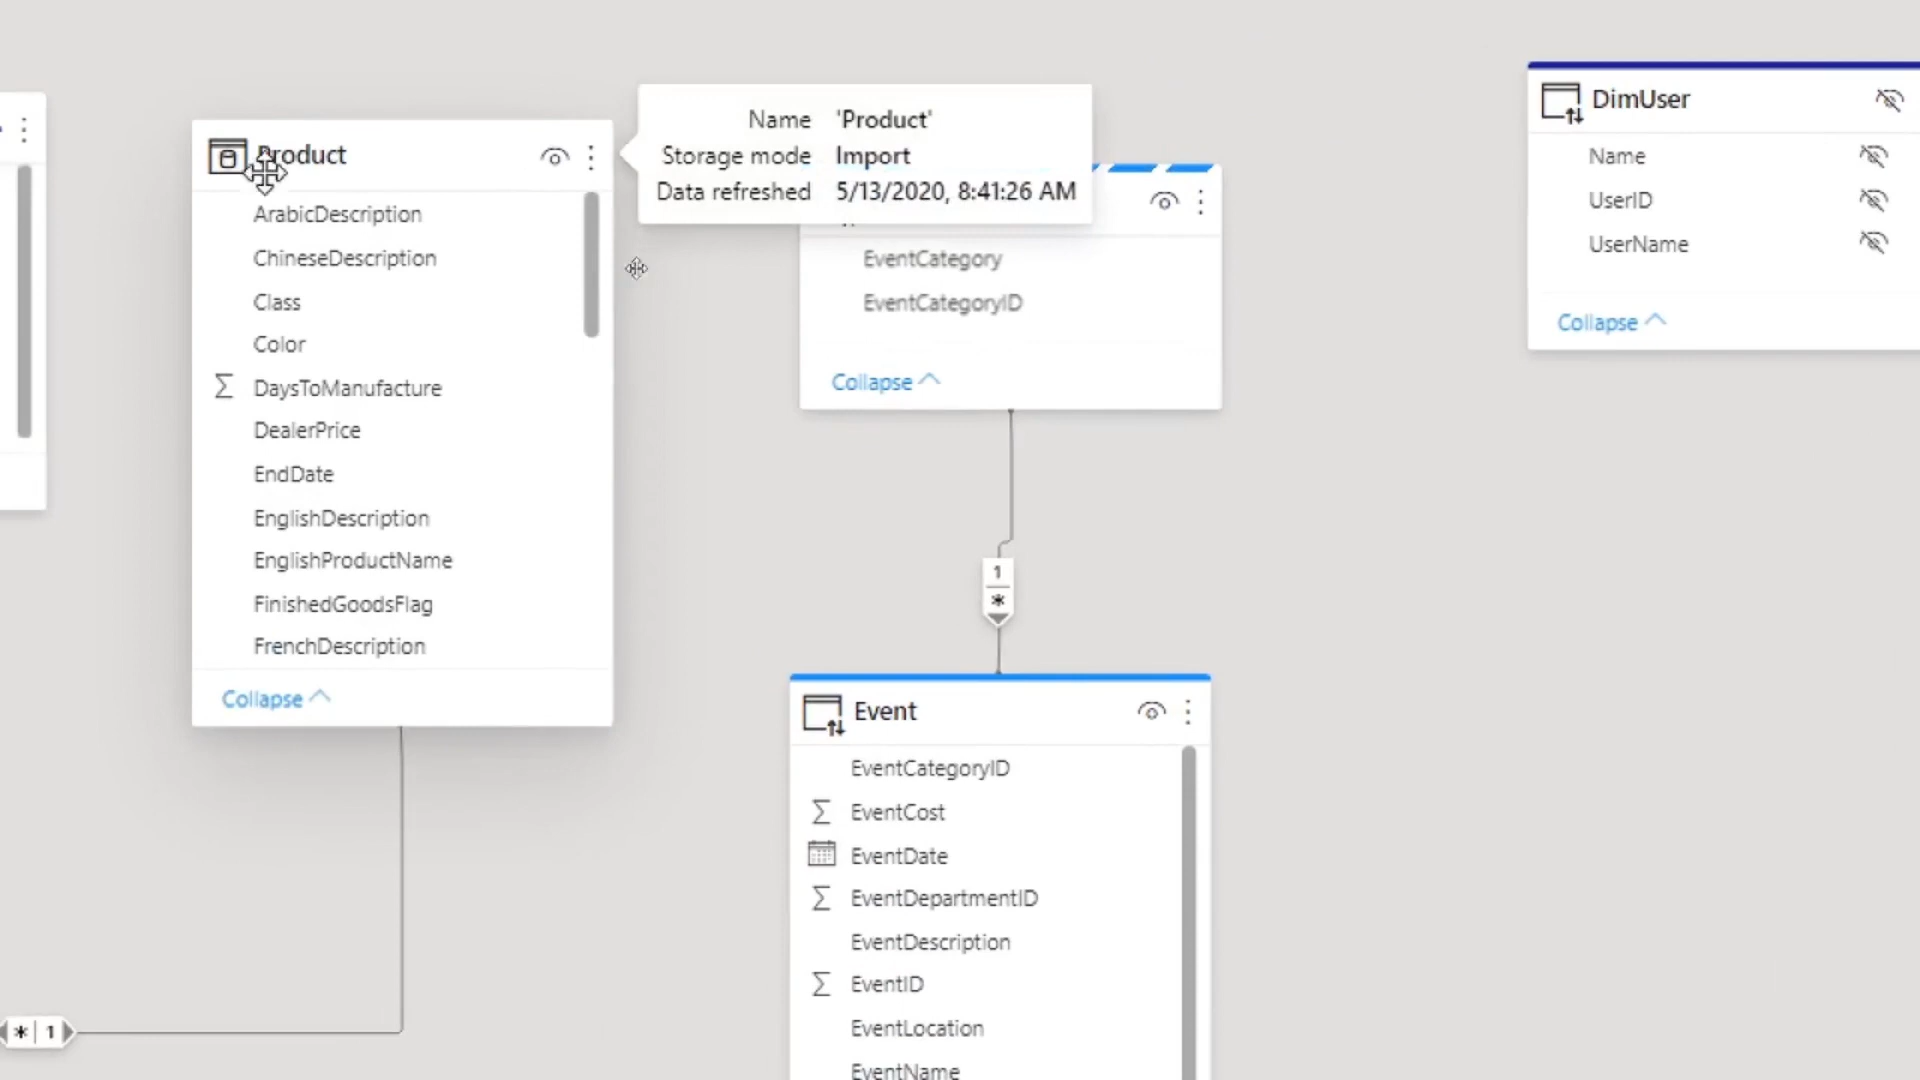 Product
ArabicDescription
ChineseDescription
Class
Color
DaysToManufacture
DealerPrice
EndDate
EnglishDescription
EnglishProductName
FinishedGoodsFlag
FrenchDescription
Collapse
* 1
Name 'Product'
Storage mode Import
Data refreshed 5/13/2020, 8:41:26 AM
EventCategory
EventCategoryID
Collapse
1
*
Event
EventCategoryID
EventCost
EventDate
EventDepartmentID
EventDescription
EventID
EventLocation
EventName
DimUser
Name
UserID
UserName
Collapse